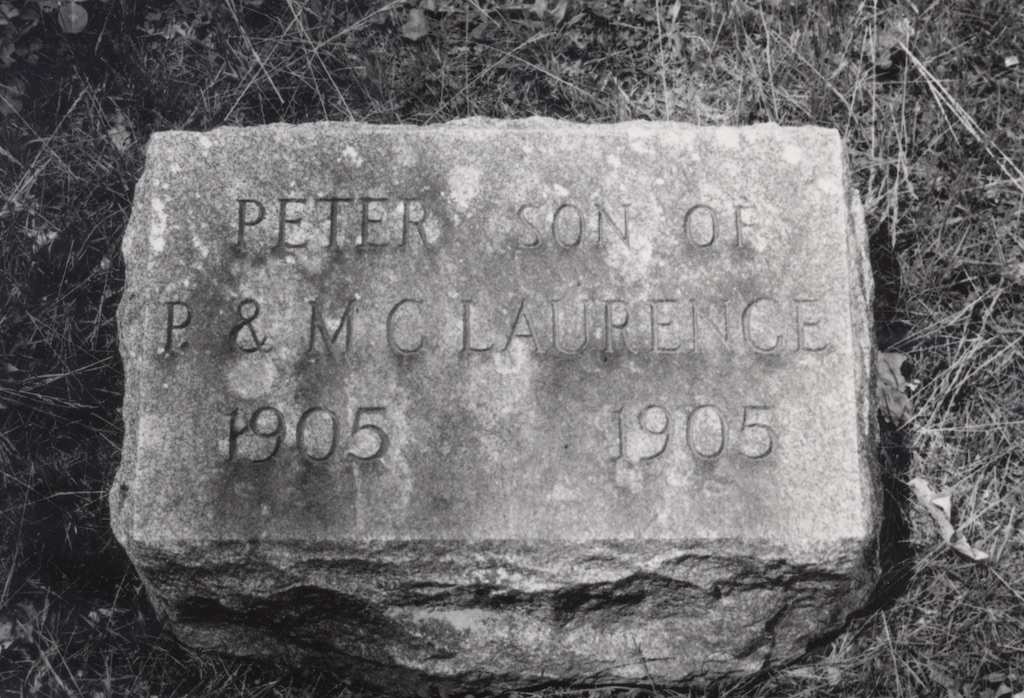 PETER SON OF
P. & M C LAURENCE
1905 1905